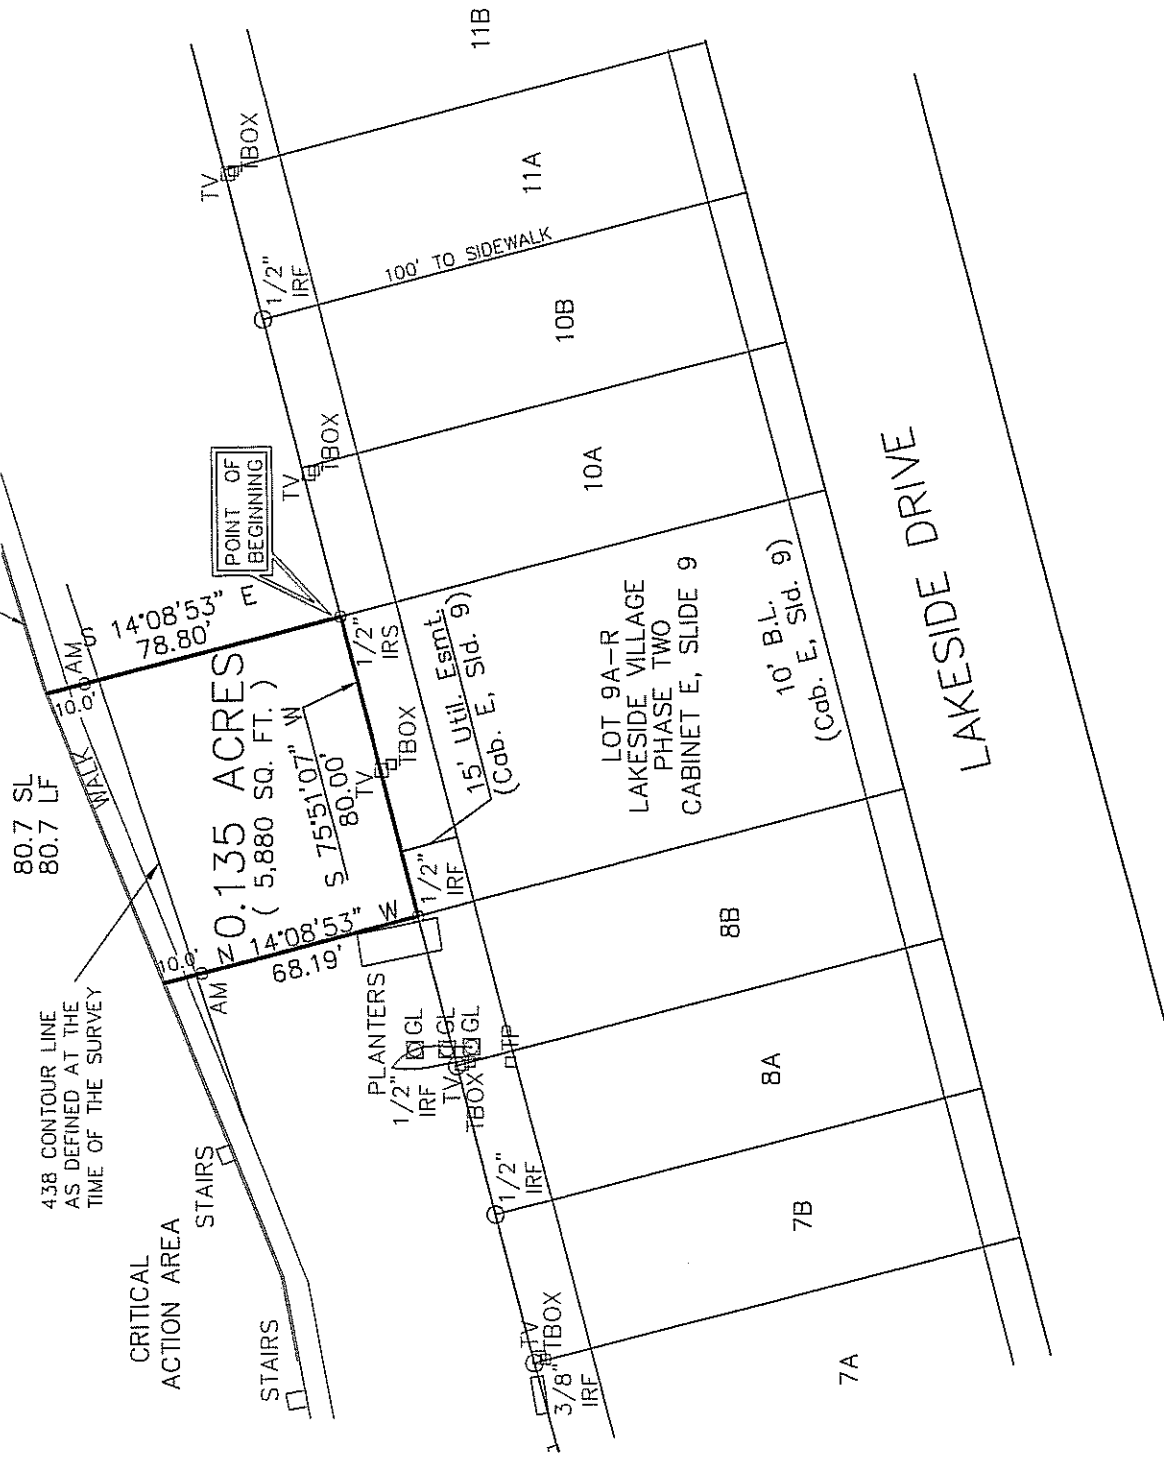 11B
TV
TBOX
11A
1/2"
IRF
100' TO SIDEWALK
10B
POINT OF
BEGINNING
TV
TBOX
10A
80.7 SL
80.7 LF
AM
S 14°08'53" E
78.80'
10.0'
WALK
0.135 ACRES
( 5,880 SQ. FT. )
S 75°51'07" W
80.00'
1/2"
IRS
TV
TBOX
15' Util. Esmt.
(Cab. E, Sld. 9)
LOT 9A-R
LAKESIDE VILLAGE
PHASE TWO
CABINET E, SLIDE 9
10' B.L.
(Cab. E, Sld. 9)
LAKESIDE DRIVE
438 CONTOUR LINE
AS DEFINED AT THE
TIME OF THE SURVEY
10.0'
AM
N 14°08'53" W
68.19'
1/2"
IRF
PLANTERS
8B
GL
GL
GL
1/2"
IRF
TV
TBOX
TP
8A
STAIRS
1/2"
IRF
7B
CRITICAL
ACTION AREA
STAIRS
TV
TBOX
3/8"
IRF
7A